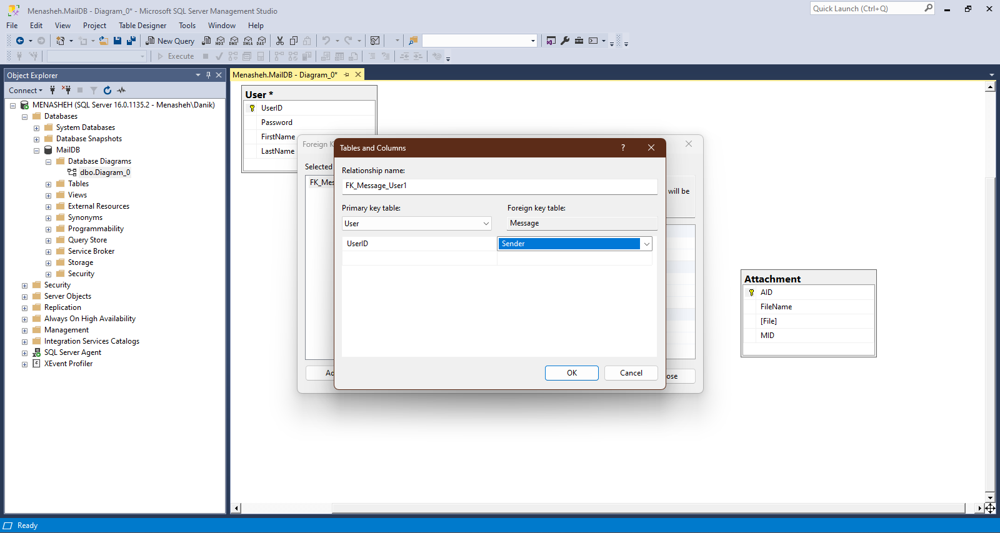 Menasheh.MailDB - Diagram_0* - Microsoft SQL Server Management Studio
Quick Launch (Ctrl+Q)
File Edit View Project Table Designer Tools Window Help
New Query
MDX DMX XMLA DAX
Execute
Object Explorer
Connect
MENASHEH (SQL Server 16.0.1135.2 - Menasheh\Danik)
Databases
System Databases
Database Snapshots
MailDB
Database Diagrams
dbo.Diagram_0
Tables
Views
External Resources
Synonyms
Programmability
Query Store
Service Broker
Storage
Security
Security
Server Objects
Replication
Always On High Availability
Management
Integration Services Catalogs
SQL Server Agent
XEvent Profiler
Menasheh.MailDB - Diagram_0*
User *
UserID
Password
FirstName
LastName
Foreign K
Selected
FK_Mes
will be
Ad
ose
Tables and Columns
?
Relationship name:
FK_Message_User1
Primary key table:
Foreign key table:
User
Message
UserID
Sender
OK
Cancel
Attachment
AID
FileName
[File]
MID
Ready